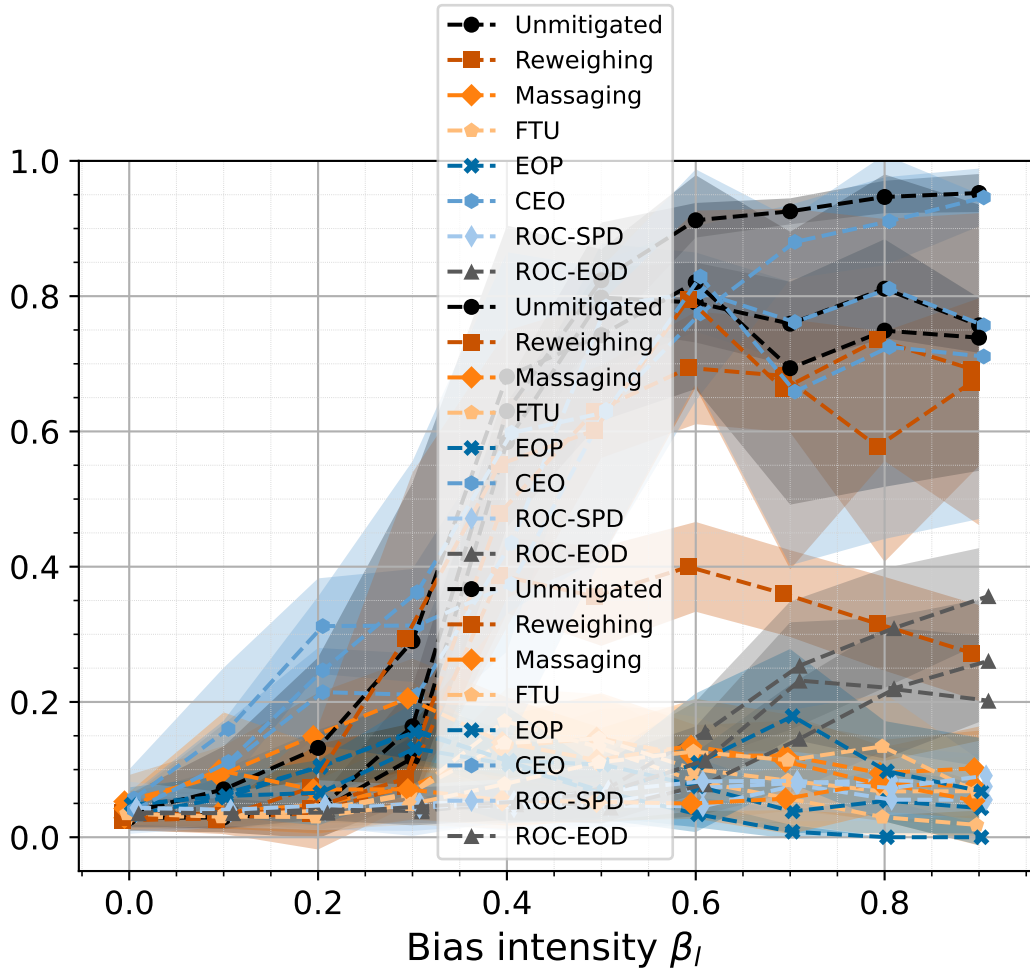 Unmitigated
Reweighing
Massaging
FTU
EOP
CEO
ROC-SPD
ROC-EOD
Unmitigated
Reweighing
Massaging
FTU
EOP
CEO
ROC-SPD
ROC-EOD
Unmitigated
Reweighing
Massaging
FTU
EOP
CEO
ROC-SPD
ROC-EOD
1.0
0.8
0.6
0.4
0.2
0.0
0.0 0.2 0.4 0.6 0.8
Bias intensity β_l